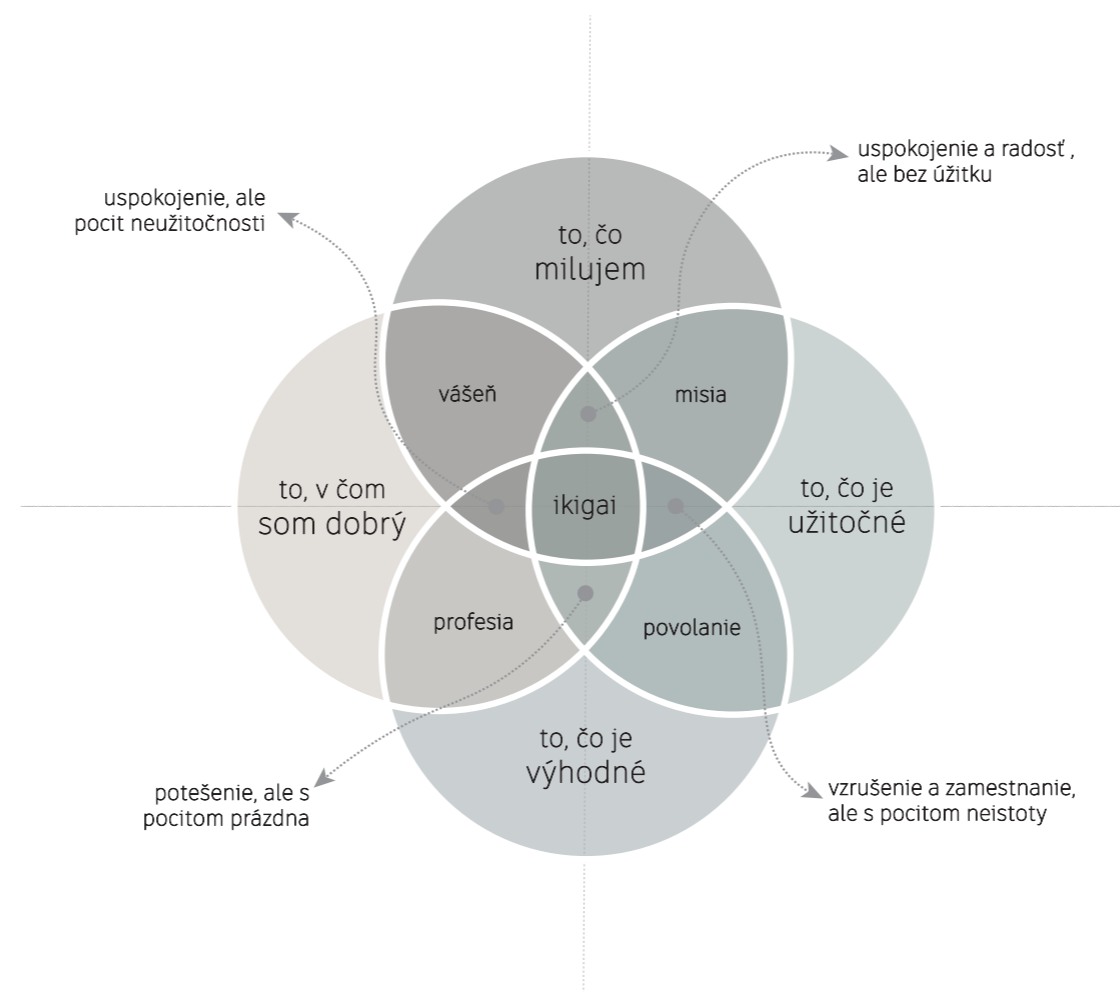 uspokojenie a radosť ,
ale bez úžitku
uspokojenie, ale
pocit neužitočnosti
to, čo
milujem
vášeň
misia
to, v čom
som dobrý
ikigai
to, čo je
užitočné
profesia
povolanie
to, čo je
výhodné
potešenie, ale s
pocitom prázdna
vzrušenie a zamestnanie,
ale s pocitom neistoty